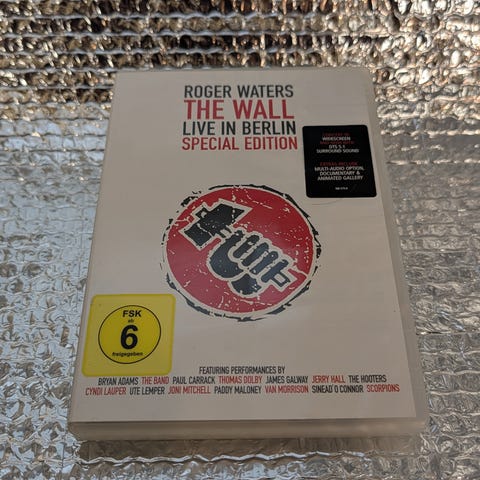 ROGER WATERS
THE WALL
LIVE IN BERLIN
SPECIAL EDITION
WIDESCREEN
DTS 5.1
SURROUND SOUND
EXTRAS INCLUDE
MULTI-AUDIO OPTION,
DOCUMENTARY &
ANIMATED GALLERY
FSK
ab
6
freigegeben
FEATURING PERFORMANCES BY
BRYAN ADAMS THE BAND PAUL CARRACK THOMAS DOLBY JAMES GALWAY JERRY HALL THE HOOTERS
CYNDI LAUPER UTE LEMPER JONI MITCHELL PADDY MALONEY VAN MORRISON SINEAD O'CONNOR SCORPIONS